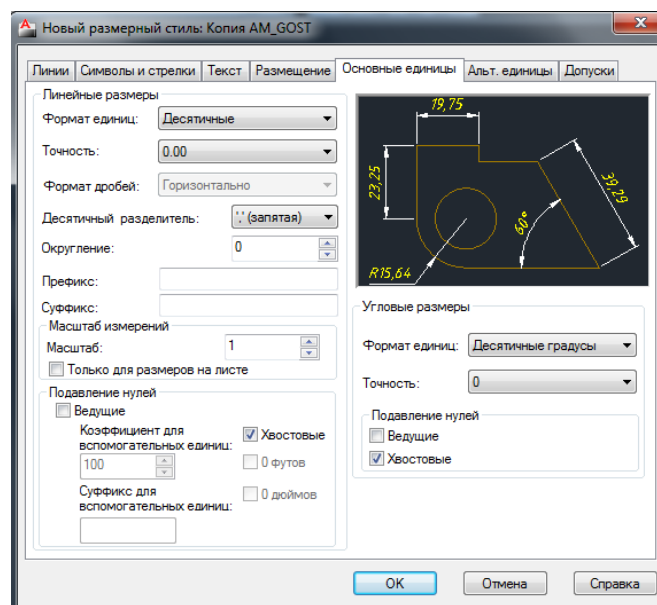 Новый размерный стиль: Копия AM_GOST
Линии Символы и стрелки Текст Размещение Основные единицы Альт. единицы Допуски
Линейные размеры
Формат единиц: Десятичные
Точность: 0.00
Формат дробей: Горизонтально
Десятичный разделитель: ',' (запятая)
Округление: 0
Префикс:
Суффикс:
Масштаб измерений
Масштаб: 1
Только для размеров на листе
Подавление нулей
Ведущие
Коэффициент для
вспомогательных единиц:
100
Суффикс для
вспомогательных единиц:
Хвостовые
0 футов
0 дюймов
19,75
23,25
39,29
60°
R15,64
Угловые размеры
Формат единиц: Десятичные градусы
Точность: 0
Подавление нулей
Ведущие
Хвостовые
OK Отмена Справка